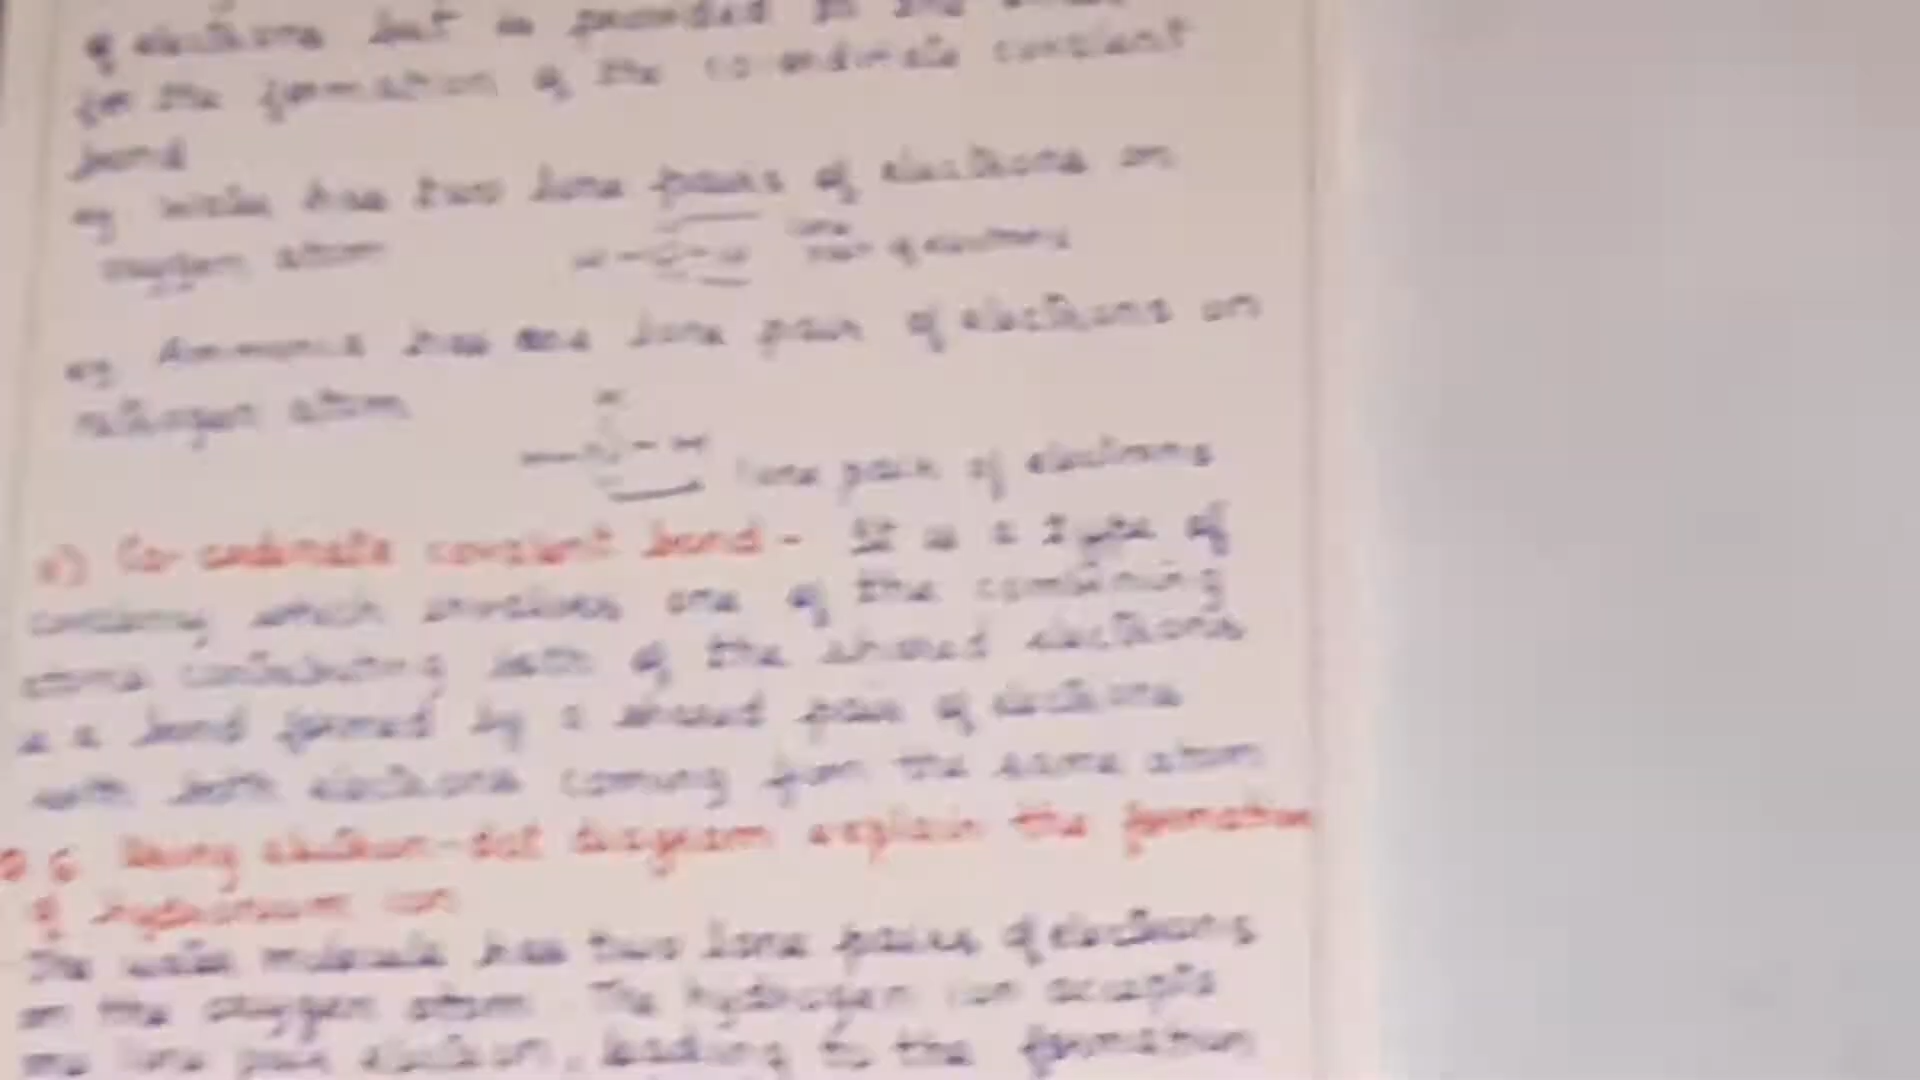 of electrons but is provided to the
for the formation of the co-ordinate covalent
bond
eg Water has two lone pairs of electrons on
oxygen atom lone pair of electrons
eg Ammonia has one lone pair of electrons on
nitrogen atom
lone pair of electrons
Co-ordinate covalent bond - It is a type of
covalency which involves one of the combining
atoms contributing both of the shared electrons
is a bond formed by a shared pair of electrons
with both electrons coming from the same atom
6 Using electron-dot diagram explain the formation
of hydronium ion
The water molecule has two lone pairs of electrons
on the oxygen atom. The hydrogen ion accepts
one lone pair electron, leading to the formation